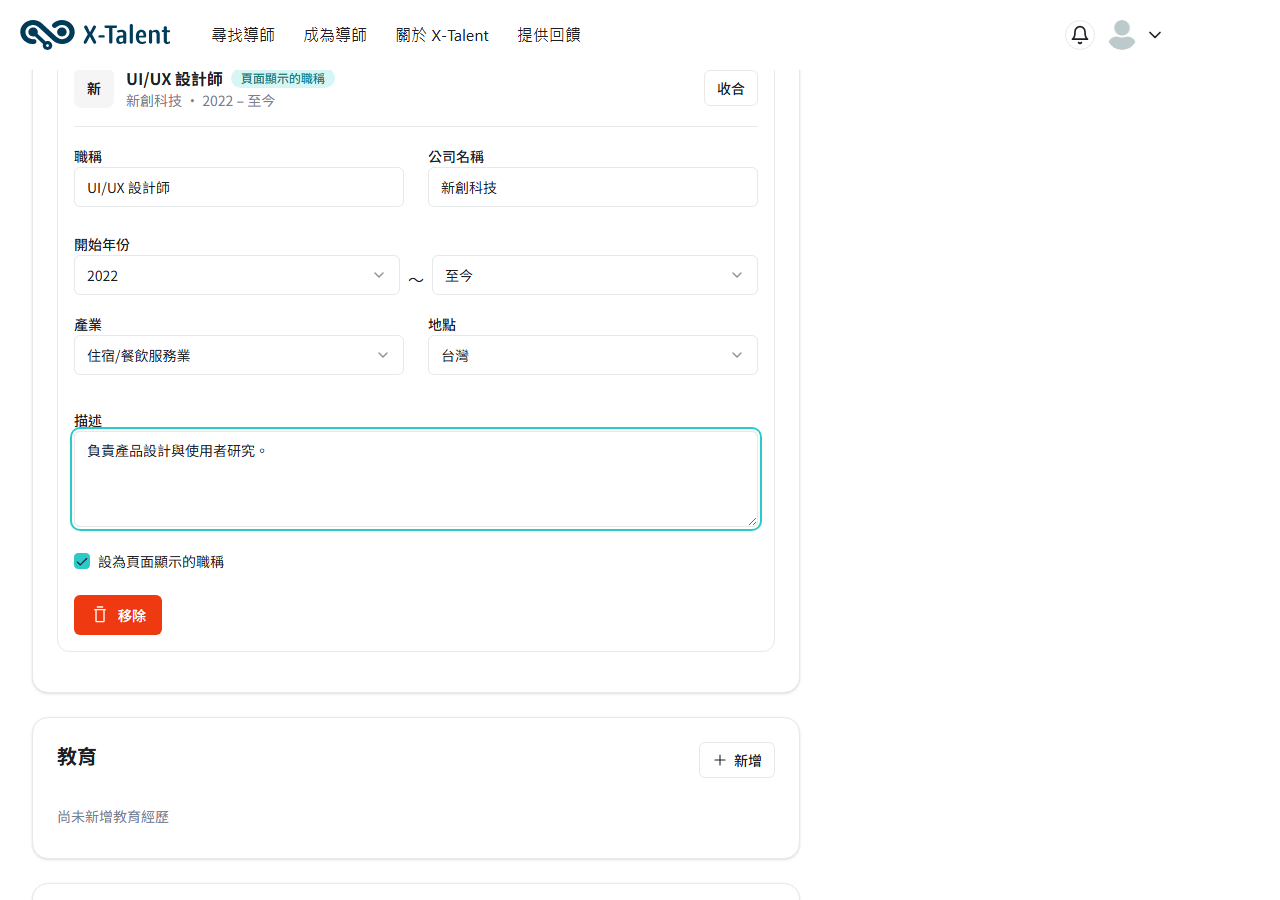 X-Talent 尋找導師 成為導師 關於 X-Talent 提供回饋
新 UI/UX 設計師 頁面顯示的職稱 收合
新創科技 • 2022 – 至今
職稱 公司名稱
UI/UX 設計師 新創科技
開始年份
2022 ～ 至今
產業 地點
住宿/餐飲服務業 台灣
描述
負責產品設計與使用者研究。
設為頁面顯示的職稱
移除
教育 新增
尚未新增教育經歷